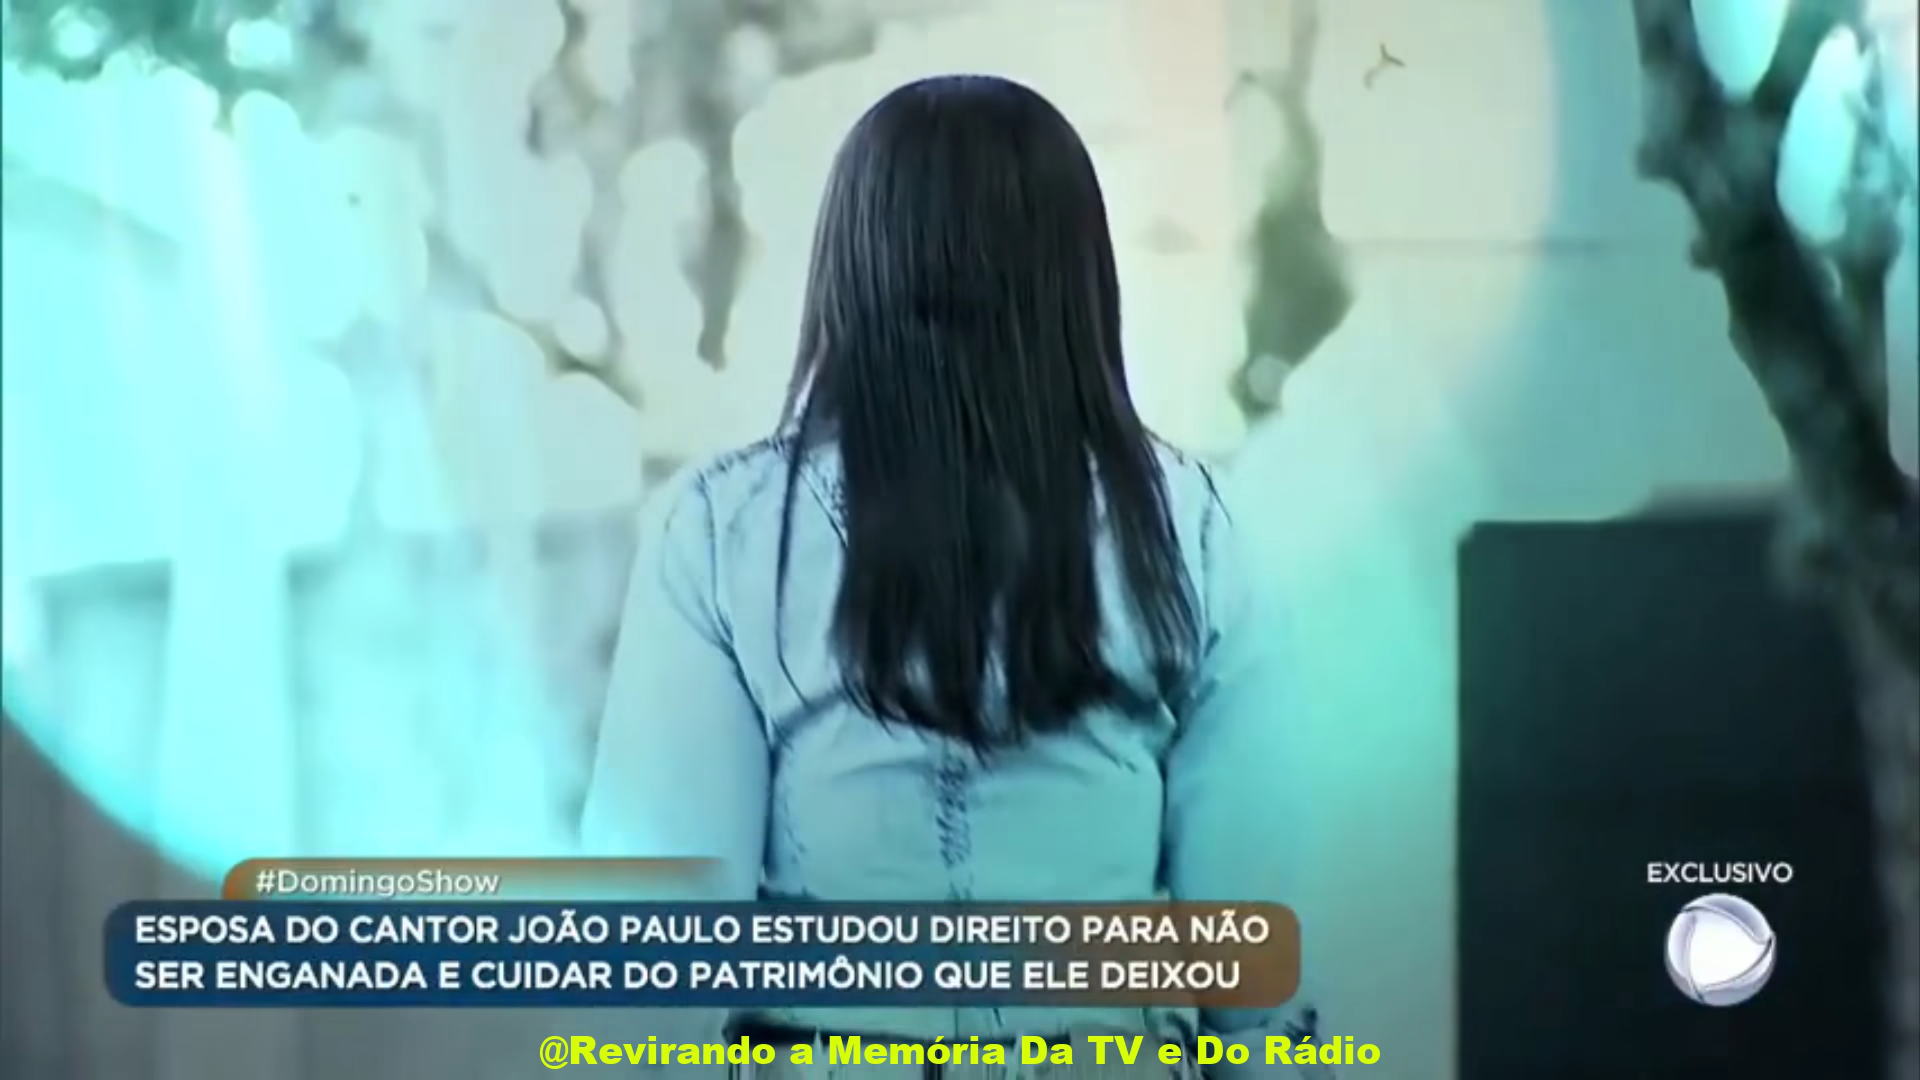 #DomingoShow
ESPOSA DO CANTOR JOÃO PAULO ESTUDOU DIREITO PARA NÃO
SER ENGANADA E CUIDAR DO PATRIMÔNIO QUE ELE DEIXOU
EXCLUSIVO
@Revirando a Memória Da TV e Do Rádio